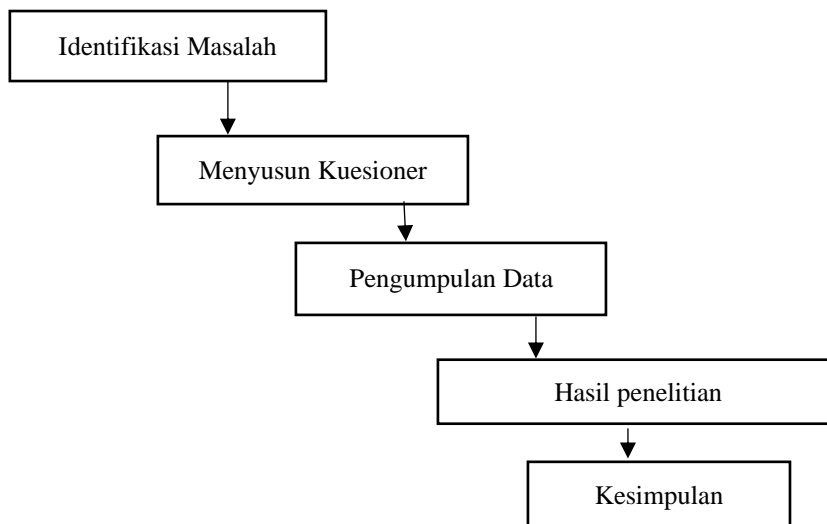 Identifikasi Masalah
Menyusun Kuesioner
Pengumpulan Data
Hasil penelitian
Kesimpulan